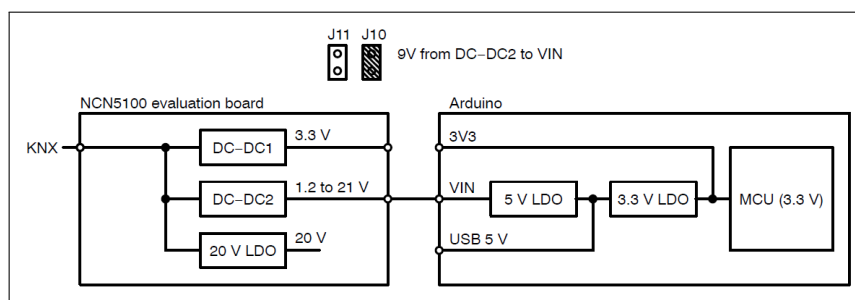 J11 J10
9V from DC−DC2 to VIN
NCN5100 evaluation board
Arduino
KNX
DC−DC1
3.3 V
3V3
DC−DC2
1.2 to 21 V
VIN
5 V LDO
3.3 V LDO
MCU (3.3 V)
20 V LDO
20 V
USB 5 V